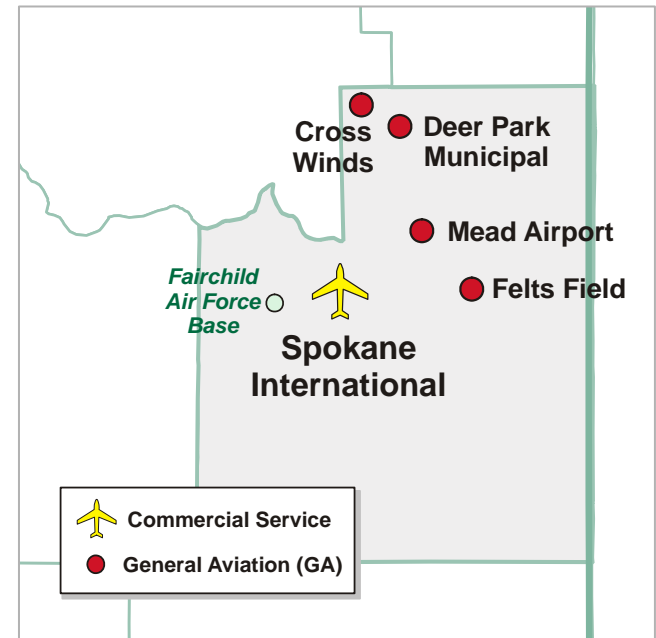 Cross
Winds
Deer Park
Municipal
Mead Airport
Felts Field
Fairchild
Air Force
Base
Spokane
International
Commercial Service
General Aviation (GA)